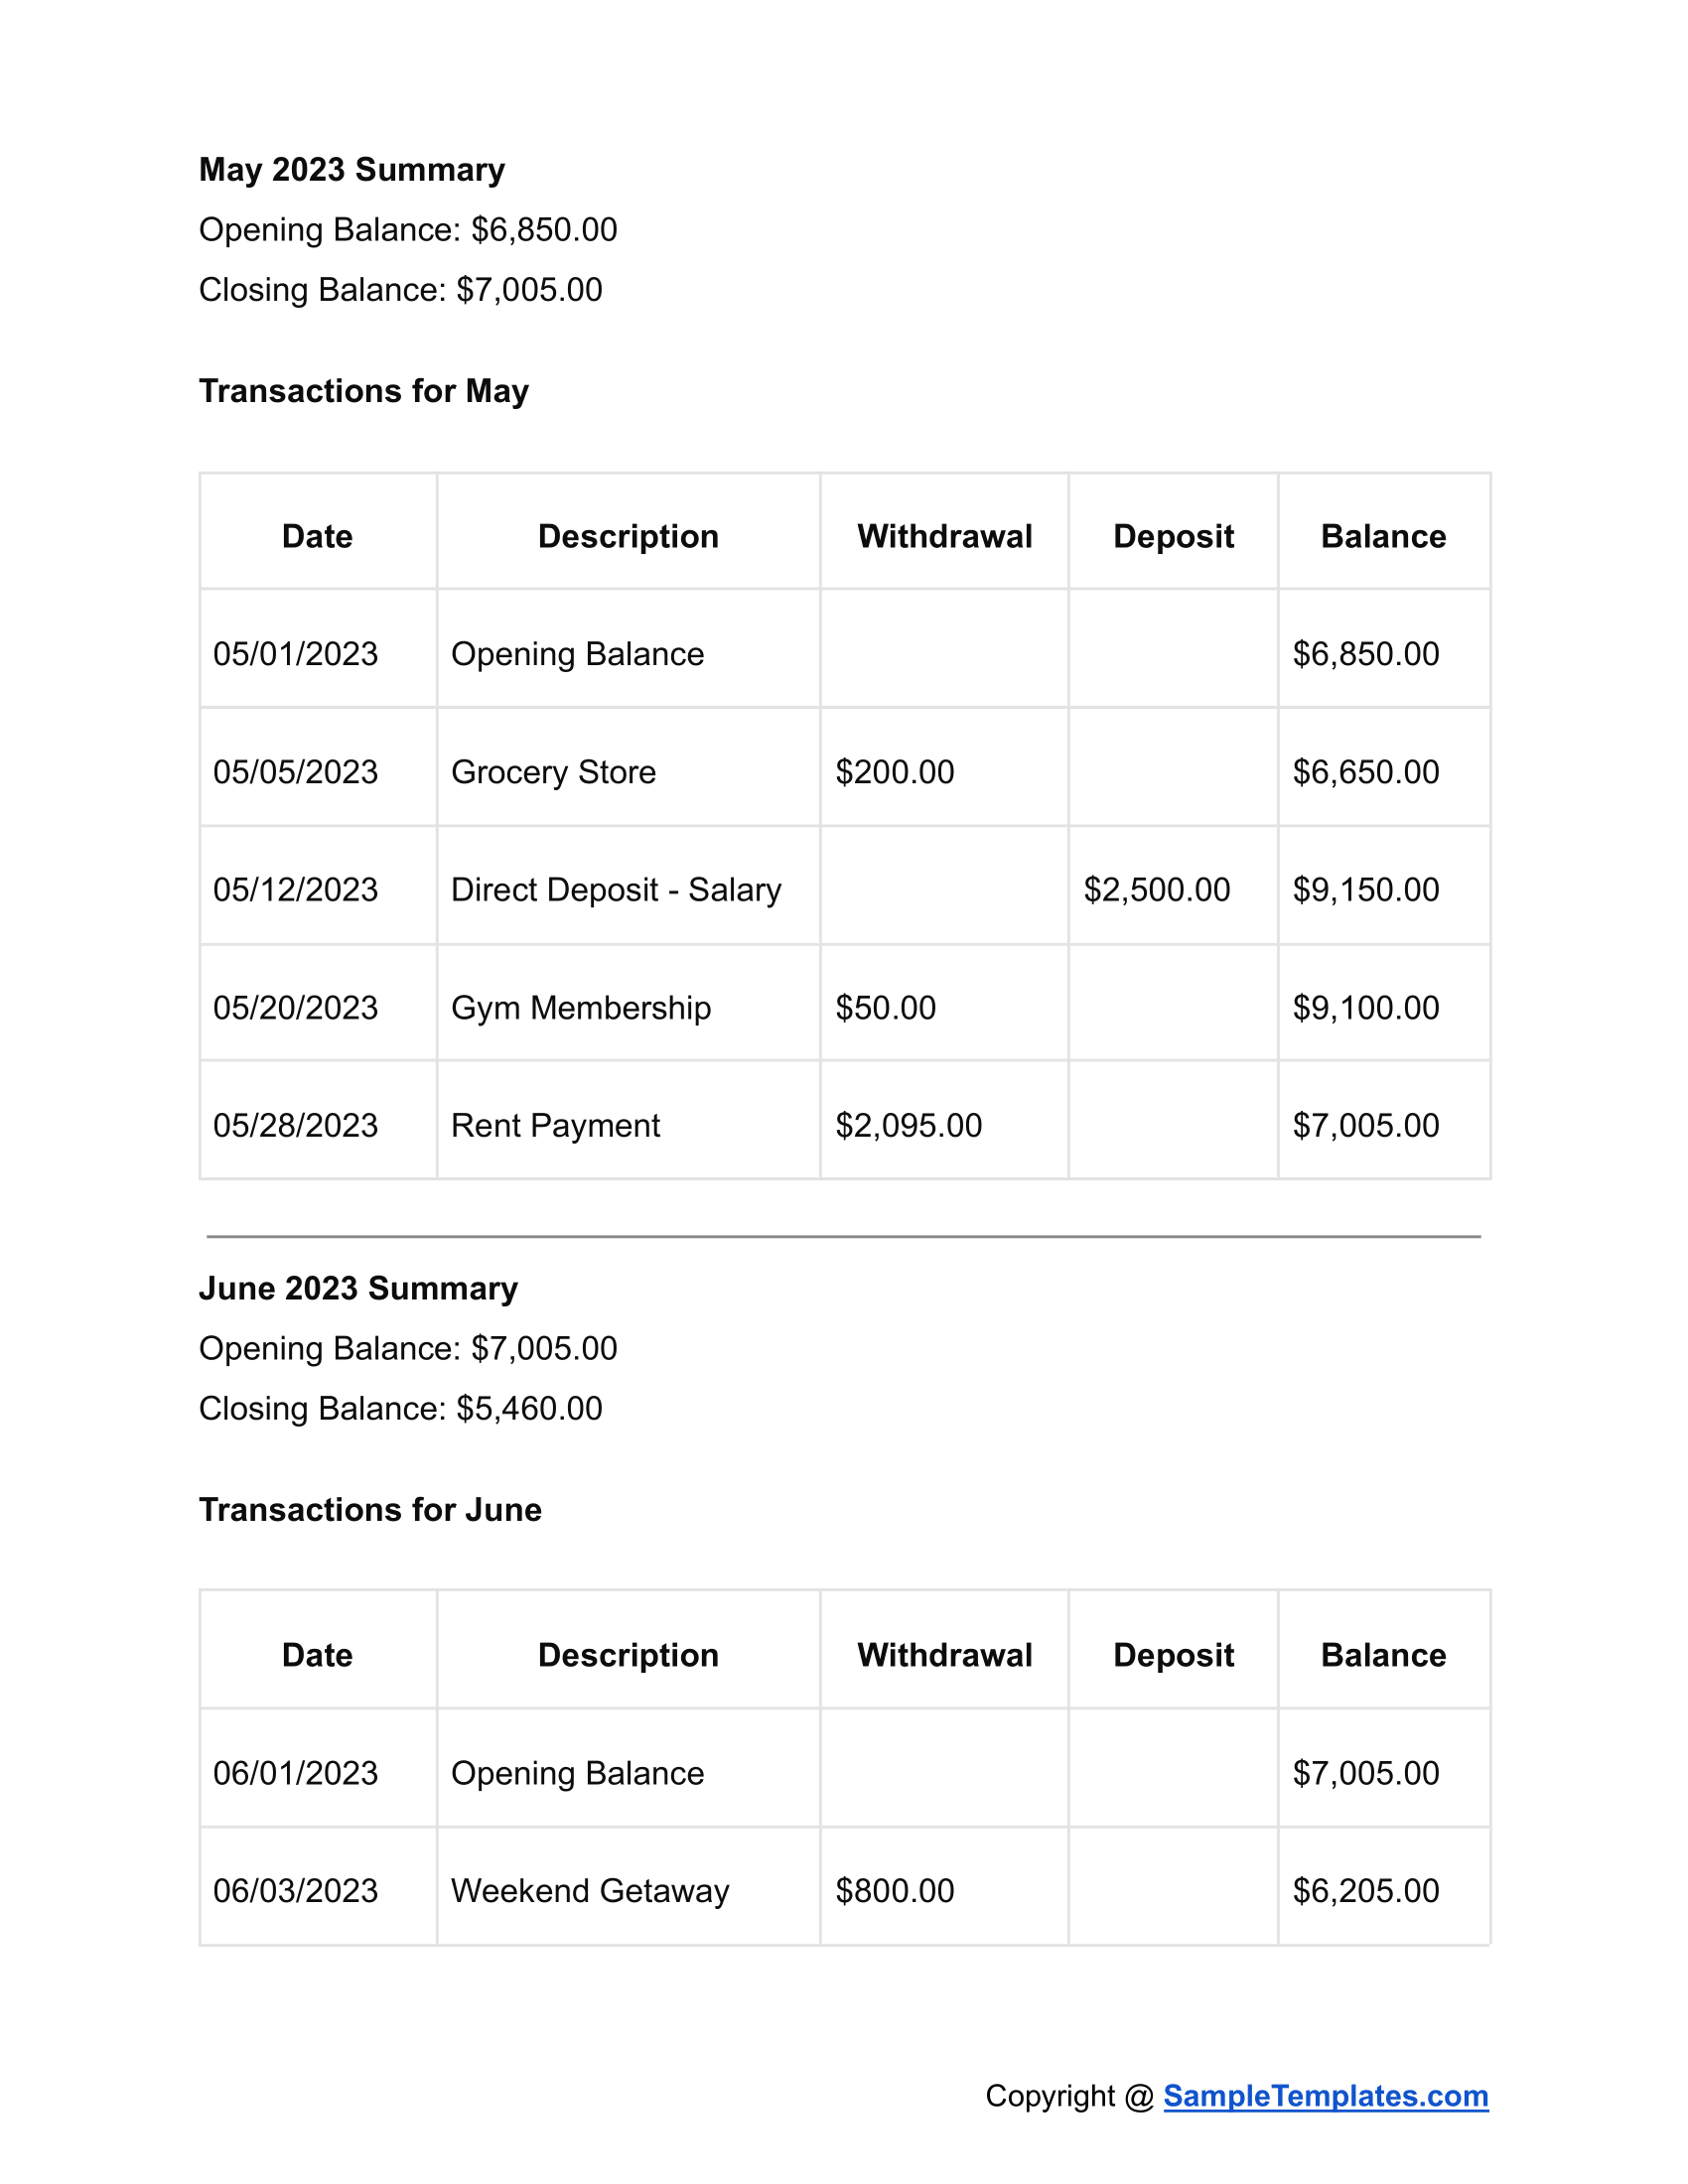 May 2023 Summary
Opening Balance: $6,850.00
Closing Balance: $7,005.00
Transactions for May
Date Description Withdrawal Deposit Balance
05/01/2023 Opening Balance $6,850.00
05/05/2023 Grocery Store $200.00 $6,650.00
05/12/2023 Direct Deposit - Salary $2,500.00 $9,150.00
05/20/2023 Gym Membership $50.00 $9,100.00
05/28/2023 Rent Payment $2,095.00 $7,005.00
June 2023 Summary
Opening Balance: $7,005.00
Closing Balance: $5,460.00
Transactions for June
Date Description Withdrawal Deposit Balance
06/01/2023 Opening Balance $7,005.00
06/03/2023 Weekend Getaway $800.00 $6,205.00
Copyright @ SampleTemplates.com